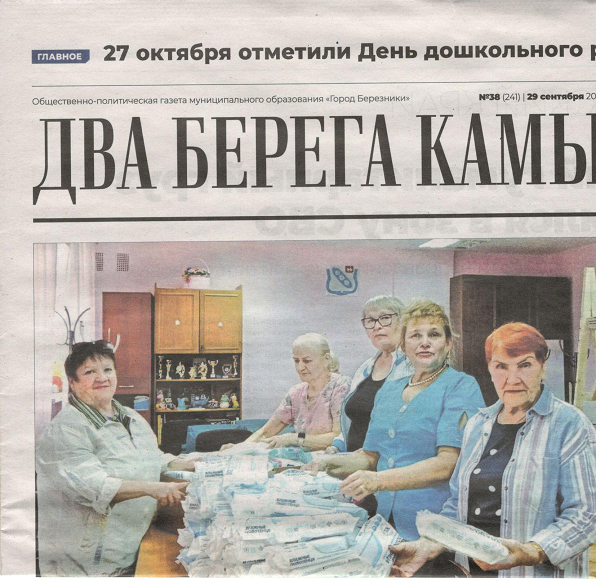 ГЛАВНОЕ
27 октября отметили День дошкольного р
Общественно-политическая газета муниципального образования «Город Березники»
№38 (241) | 29 сентября 20
ДВА БЕРЕГА КАМЫ